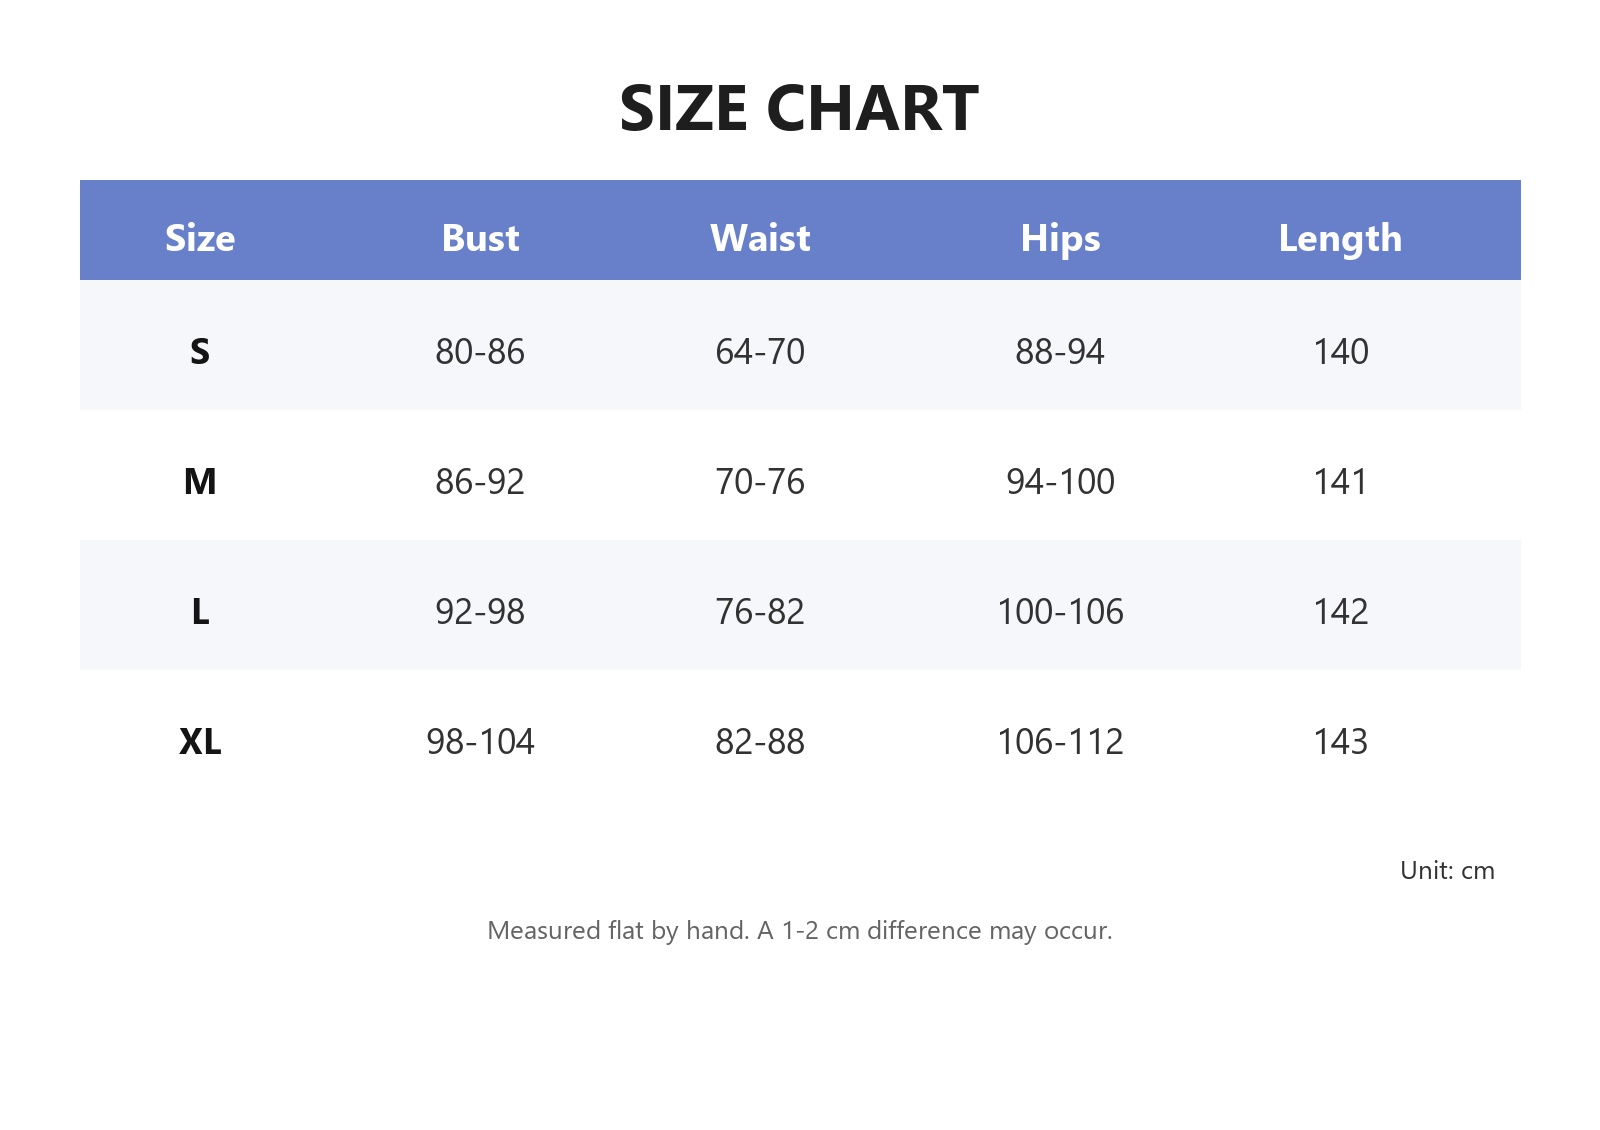 SIZE CHART
Size Bust Waist Hips Length
S 80-86 64-70 88-94 140
M 86-92 70-76 94-100 141
L 92-98 76-82 100-106 142
XL 98-104 82-88 106-112 143
Unit: cm
Measured flat by hand. A 1-2 cm difference may occur.